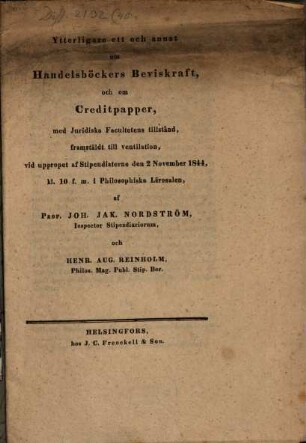 Ytterligare ett och annat
om
Handelsböckers Beviskraft,
och om
Creditpapper,
med Juridiska Facultetens tillstånd,
framstäldt till ventilation,
vid uppropet af Stipendiaterne den 2 November 1844,
kl. 10 f. m. i Philosophiska Lärosalen,
af
Prof. JOH. JAK. NORDSTRÖM,
Inspector Stipendiariorum,
och
HENR. AUG. REINHOLM,
Philos. Mag. Publ. Stip. Bor.
HELSINGFORS,
hos J. C. Frenckell & Son.